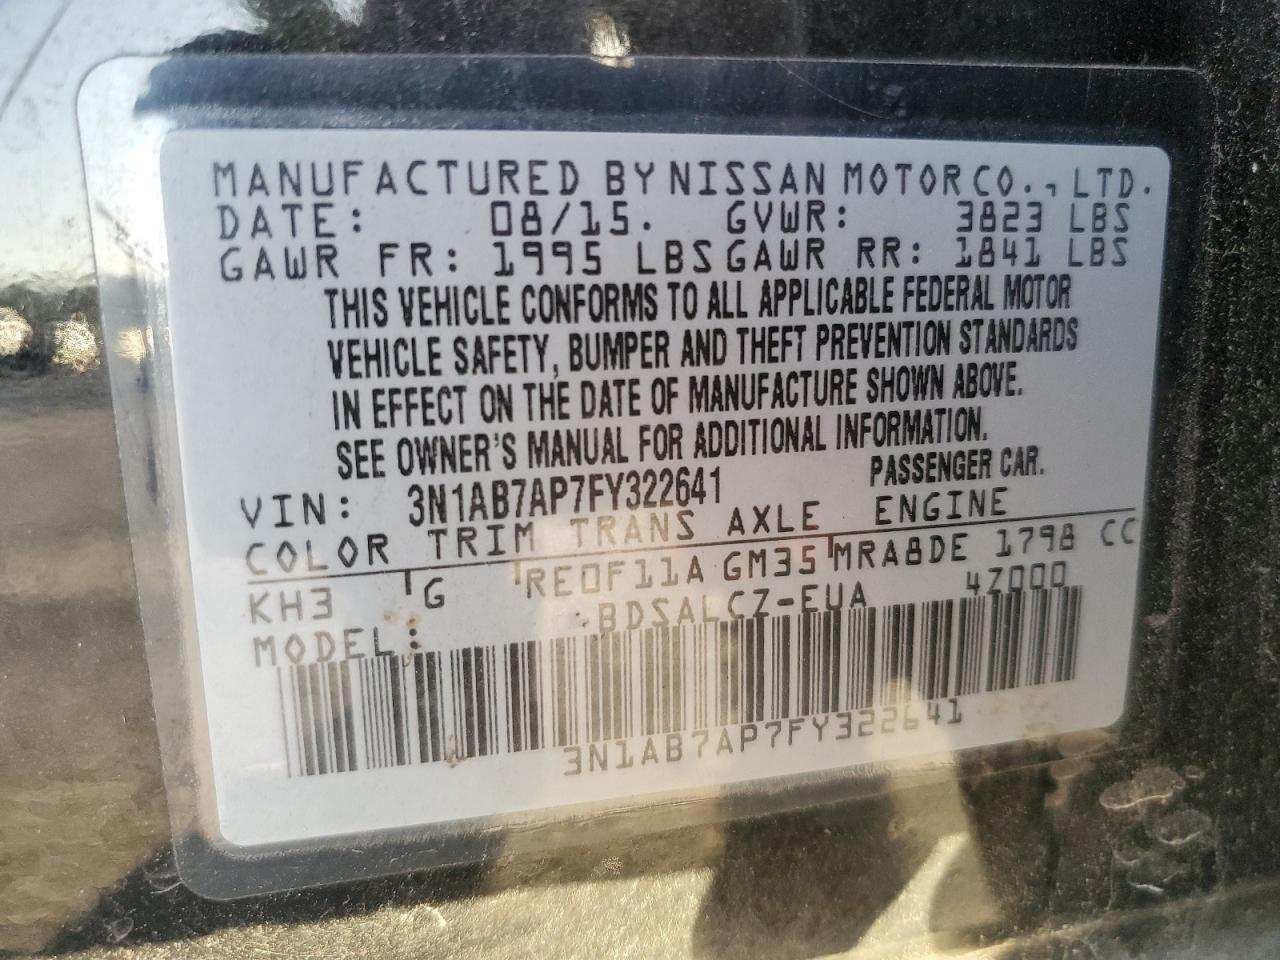 MANUFACTURED BY NISSAN MOTOR CO., LTD.
DATE: 08/15. GVWR: 3823 LBS
GAWR FR: 1995 LBS GAWR RR: 1841 LBS
THIS VEHICLE CONFORMS TO ALL APPLICABLE FEDERAL MOTOR
VEHICLE SAFETY, BUMPER AND THEFT PREVENTION STANDARDS
IN EFFECT ON THE DATE OF MANUFACTURE SHOWN ABOVE.
SEE OWNER'S MANUAL FOR ADDITIONAL INFORMATION.
VIN: 3N1AB7AP7FY322641 PASSENGER CAR.
COLOR TRIM TRANS AXLE ENGINE
KH3 G RE0F11A GM35 MRA8DE 1798 CC
MODEL: BDSALCZ-EUA 4Z000
3N1AB7AP7FY322641